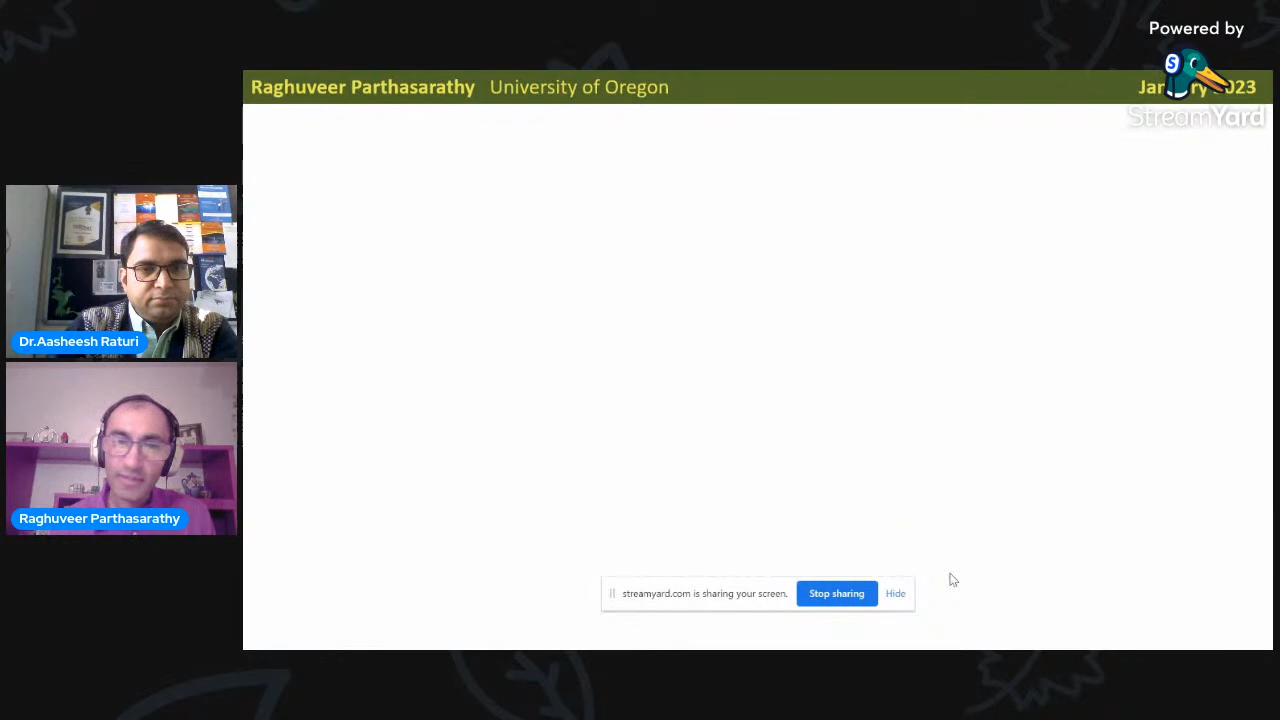 Powered by
StreamYard
Raghuveer Parthasarathy University of Oregon
2023
Dr.Aasheesh Raturi
Raghuveer Parthasarathy
streamyard.com is sharing your screen. Stop sharing Hide